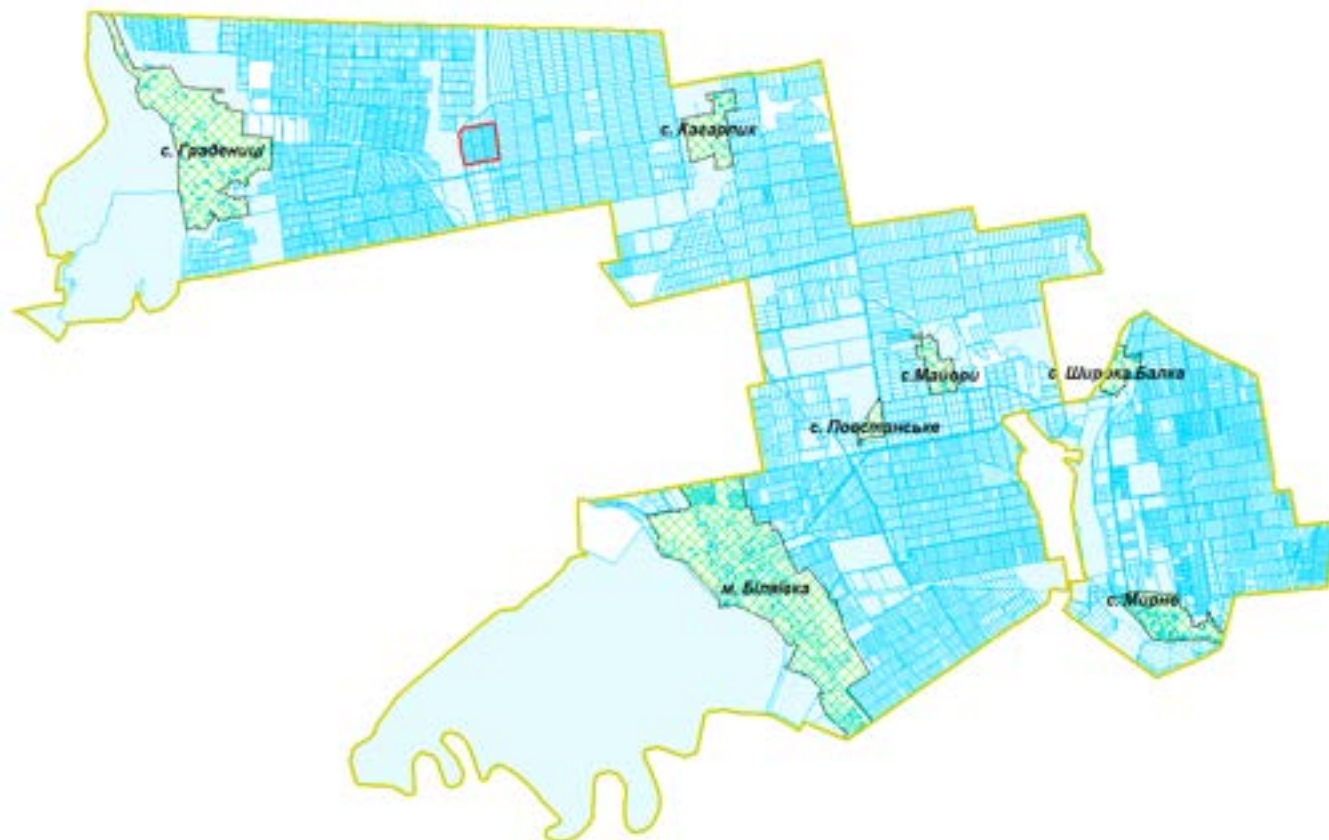 с. Кагарлик
с. Градениці
с. Широка Балка
с.Майори
с. Повстанське
м. Біляївка
с. Мирне